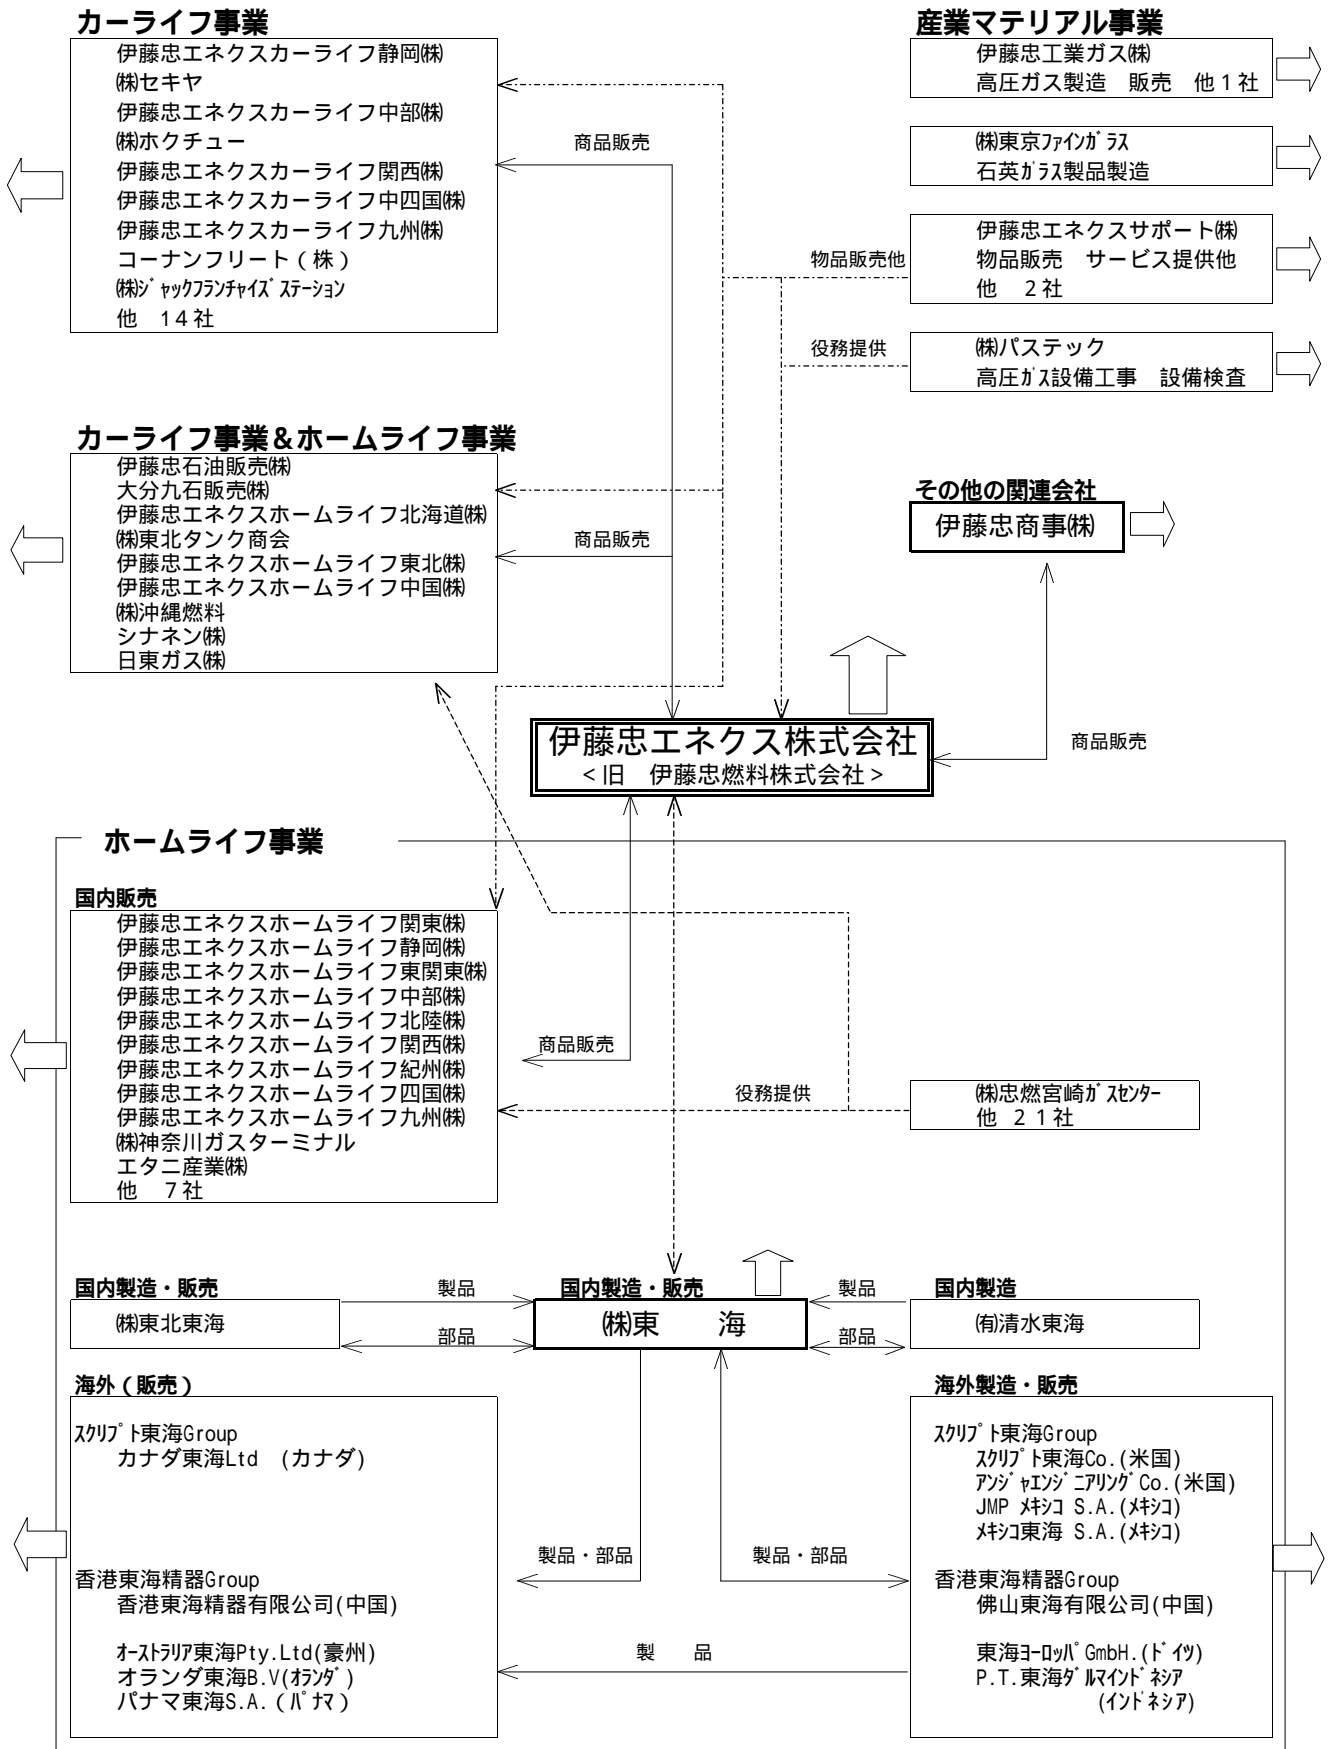 カーライフ事業
伊藤忠エネクスカーライフ静岡㈱
㈱セキヤ
伊藤忠エネクスカーライフ中部㈱
㈱ホクチュー
伊藤忠エネクスカーライフ関西㈱
伊藤忠エネクスカーライフ中四国㈱
伊藤忠エネクスカーライフ九州㈱
コーナンフリート（株）
㈱ｼﾞｬｯｸﾌﾗﾝﾁｬｲｽﾞｽﾃｰｼｮﾝ
他　14社
商品販売
産業マテリアル事業
伊藤忠工業ガス㈱
高圧ガス製造　販売　他１社
㈱東京ﾌｧｲﾝｶﾞﾗｽ
石英ｶﾞﾗｽ製品製造
伊藤忠エネクスサポート㈱
物品販売　サービス提供他
他　２社
物品販売他
㈱パステック
高圧ｶﾞｽ設備工事　設備検査
役務提供
カーライフ事業＆ホームライフ事業
伊藤忠石油販売㈱
大分九石販売㈱
伊藤忠エネクスホームライフ北海道㈱
㈱東北タンク商会
伊藤忠エネクスホームライフ東北㈱
伊藤忠エネクスホームライフ中国㈱
㈱沖縄燃料
シナネン㈱
日東ガス㈱
商品販売
その他の関連会社
伊藤忠商事㈱
商品販売
伊藤忠エネクス株式会社
＜旧　伊藤忠燃料株式会社＞
ホームライフ事業
国内販売
伊藤忠エネクスホームライフ関東㈱
伊藤忠エネクスホームライフ静岡㈱
伊藤忠エネクスホームライフ東関東㈱
伊藤忠エネクスホームライフ中部㈱
伊藤忠エネクスホームライフ北陸㈱
伊藤忠エネクスホームライフ関西㈱
伊藤忠エネクスホームライフ紀州㈱
伊藤忠エネクスホームライフ四国㈱
伊藤忠エネクスホームライフ九州㈱
㈱神奈川ガスターミナル
エタニ産業㈱
他　７社
商品販売
役務提供
㈱忠燃宮崎ｶﾞｽｾﾝﾀｰ
他　２１社
国内製造・販売
㈱東北東海
製品
部品
国内製造・販売
㈱東　　海
製品
部品
国内製造
㈲清水東海
海外（販売）
ｽｸﾘﾌﾟﾄ東海Group
カナダ東海Ltd　(カナダ)
香港東海精器Group
香港東海精器有限公司(中国)
ｵｰｽﾄﾗﾘｱ東海Pty.Ltd(豪州)
オランダ東海B.V(ｵﾗﾝﾀﾞ)
パナマ東海S.A.（ﾊﾟﾅﾏ）
製品・部品
製品・部品
製　　品
海外製造・販売
ｽｸﾘﾌﾟﾄ東海Group
ｽｸﾘﾌﾟﾄ東海Co.(米国)
ｱﾝｼﾞｬｴﾝｼﾞﾆｱﾘﾝｸﾞCo.(米国)
JMP ﾒｷｼｺ S.A.(ﾒｷｼｺ)
ﾒｷｼｺ東海 S.A.(ﾒｷｼｺ)
香港東海精器Group
佛山東海有限公司(中国)
東海ﾖｰﾛｯﾊﾟGmbH.(ﾄﾞｲﾂ)
P.T.東海ﾀﾞﾙﾏｲﾝﾄﾞﾈｼｱ
(ｲﾝﾄﾞﾈｼｱ)